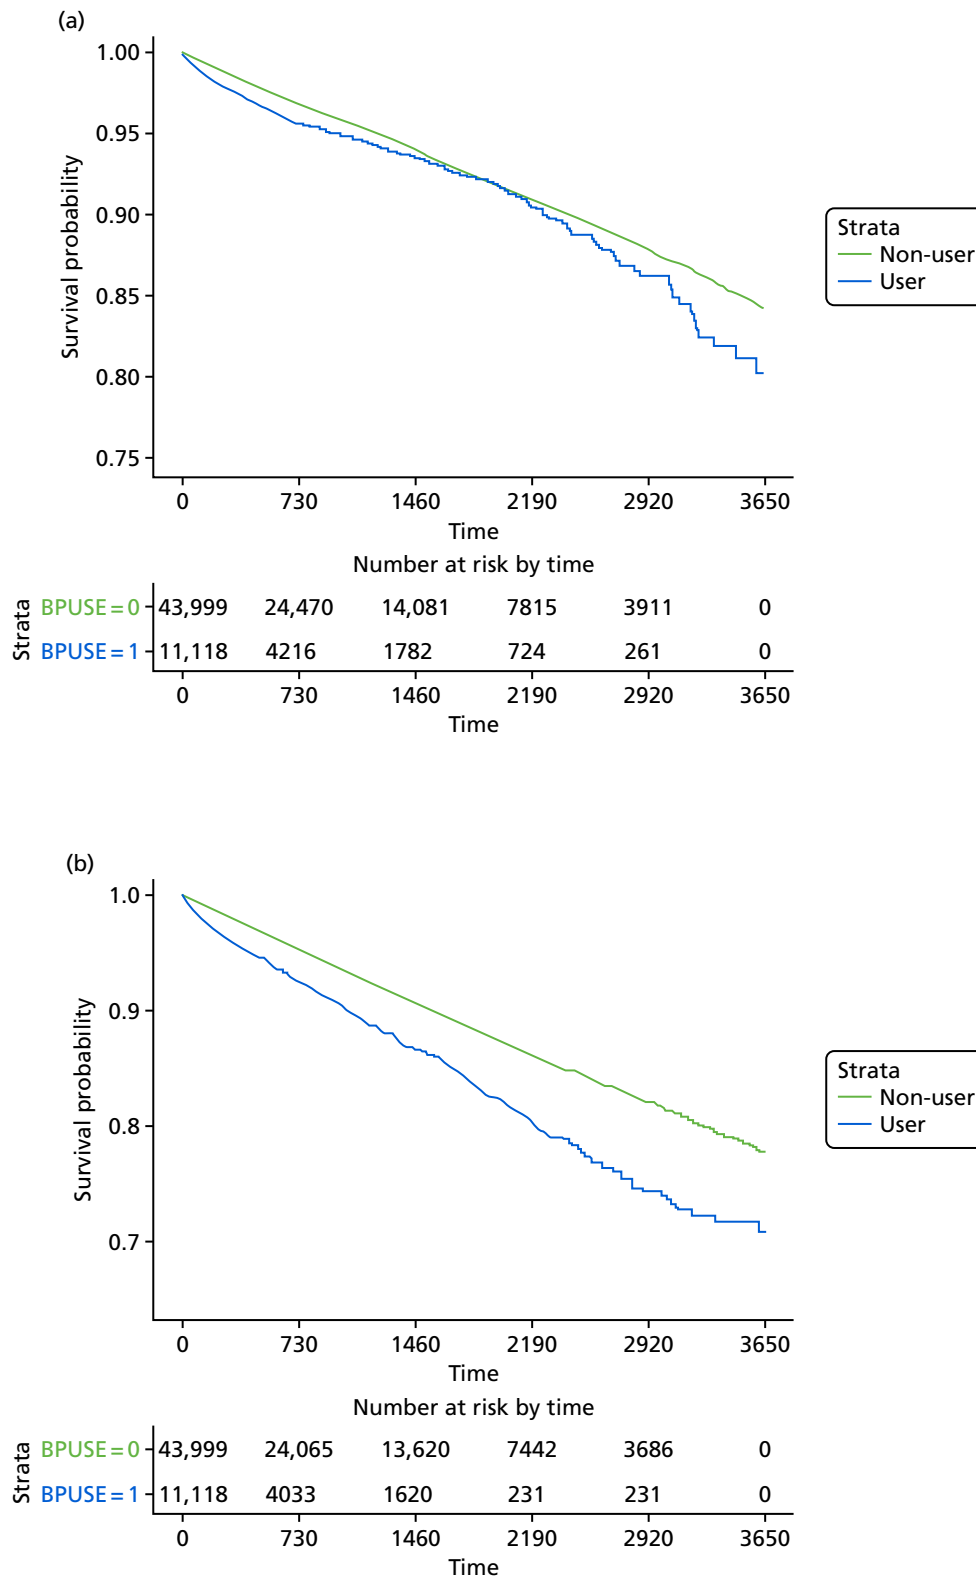 (a)
1.00
0.95
0.90
0.85
0.80
0.75
Survival probability
0 730 1460 2190 2920 3650
Time
Strata
Non-user
User
Number at risk by time
Strata
BPUSE = 0 43,999 24,470 14,081 7815 3911 0
BPUSE = 1 11,118 4216 1782 724 261 0
0 730 1460 2190 2920 3650
Time
(b)
1.0
0.9
0.8
0.7
Survival probability
0 730 1460 2190 2920 3650
Time
Strata
Non-user
User
Number at risk by time
Strata
BPUSE = 0 43,999 24,065 13,620 7442 3686 0
BPUSE = 1 11,118 4033 1620 231 231 0
0 730 1460 2190 2920 3650
Time